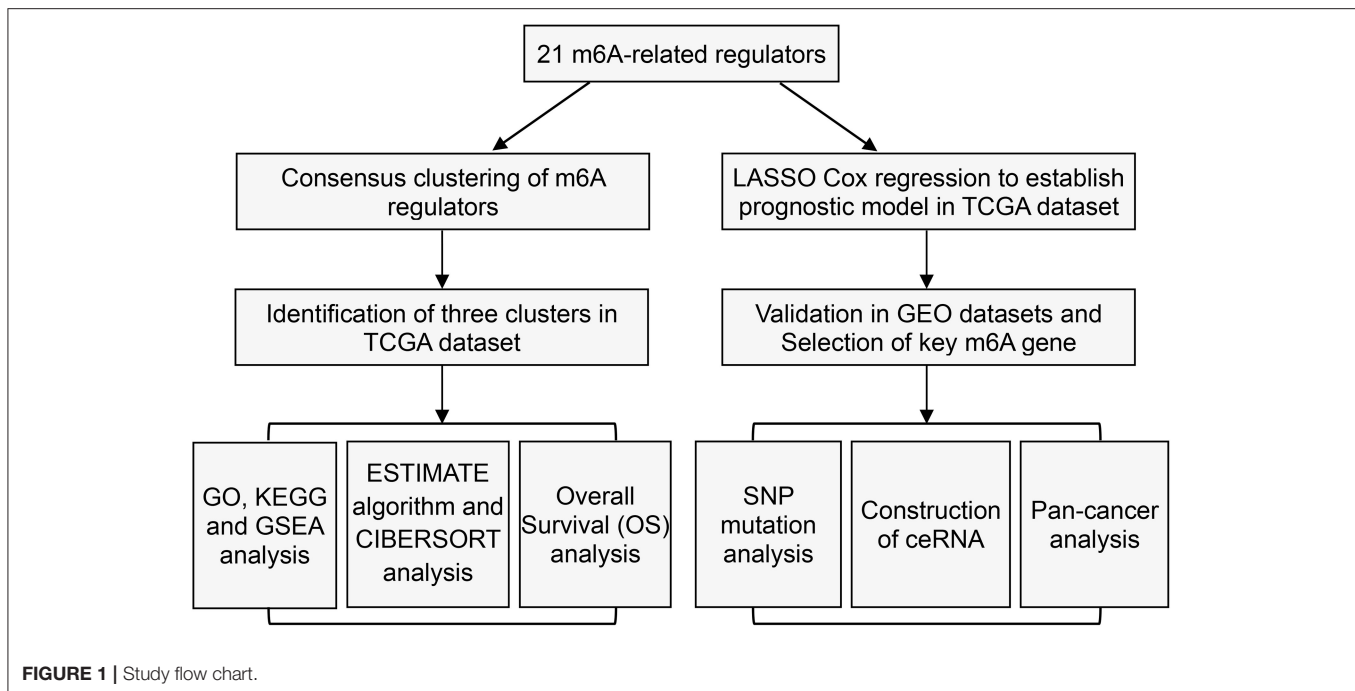 21 m6A-related regulators
Consensus clustering of m6A
regulators
LASSO Cox regression to establish
prognostic model in TCGA dataset
Identification of three clusters in
TCGA dataset
Validation in GEO datasets and
Selection of key m6A gene
GO, KEGG
and GSEA
analysis
ESTIMATE
algorithm and
CIBERSORT
analysis
Overall
Survival (OS)
analysis
SNP
mutation
analysis
Construction
of ceRNA
Pan-cancer
analysis
FIGURE 1 | Study flow chart.